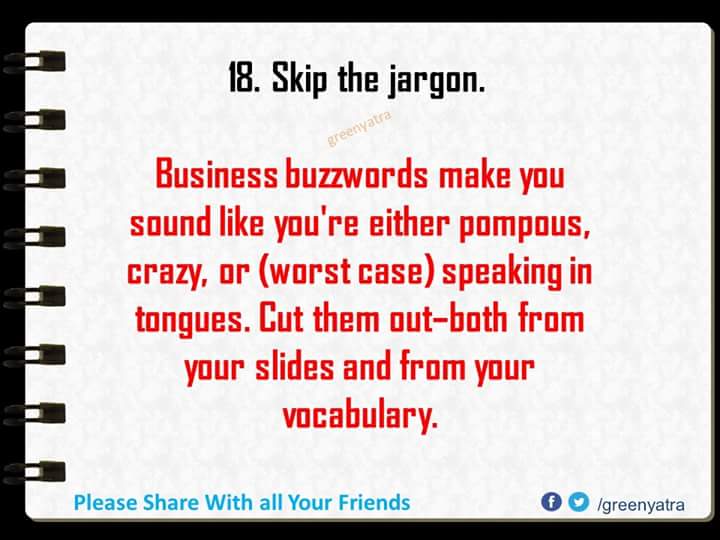 18. Skip the jargon.
greenyatra
Business buzzwords make you
sound like you're either pompous,
crazy, or (worst case) speaking in
tongues. Cut them out–both from
your slides and from your
vocabulary.
Please Share With all Your Friends
f /greenyatra